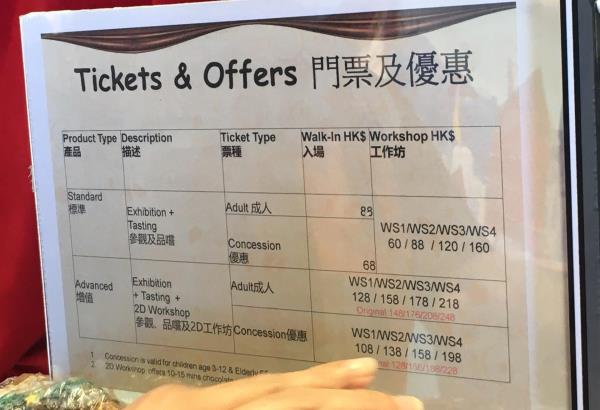 Tickets & Offers 門票及優惠
Product Type Description Ticket Type Walk-In HK$ Workshop HK$
產品 描述 票種 入場 工作坊
Standard
標準
Exhibition +
Tasting
參觀及品嚐
Adult 成人
Concession
優惠
68
WS1/WS2/WS3/WS4
60 / 88 / 120 / 160
Advanced
增值
Exhibition
+ Tasting +
2D Workshop
參觀、品嚐及2D工作坊
Adult成人
WS1/WS2/WS3/WS4
128 / 158 / 178 / 218
Original 148/176/208/248
Concession優惠
WS1/WS2/WS3/WS4
108 / 138 / 158 / 198
1 Concession is valid for children age 3-12 & Elderly
2 2D Workshop offers 10-15 mins chocolate